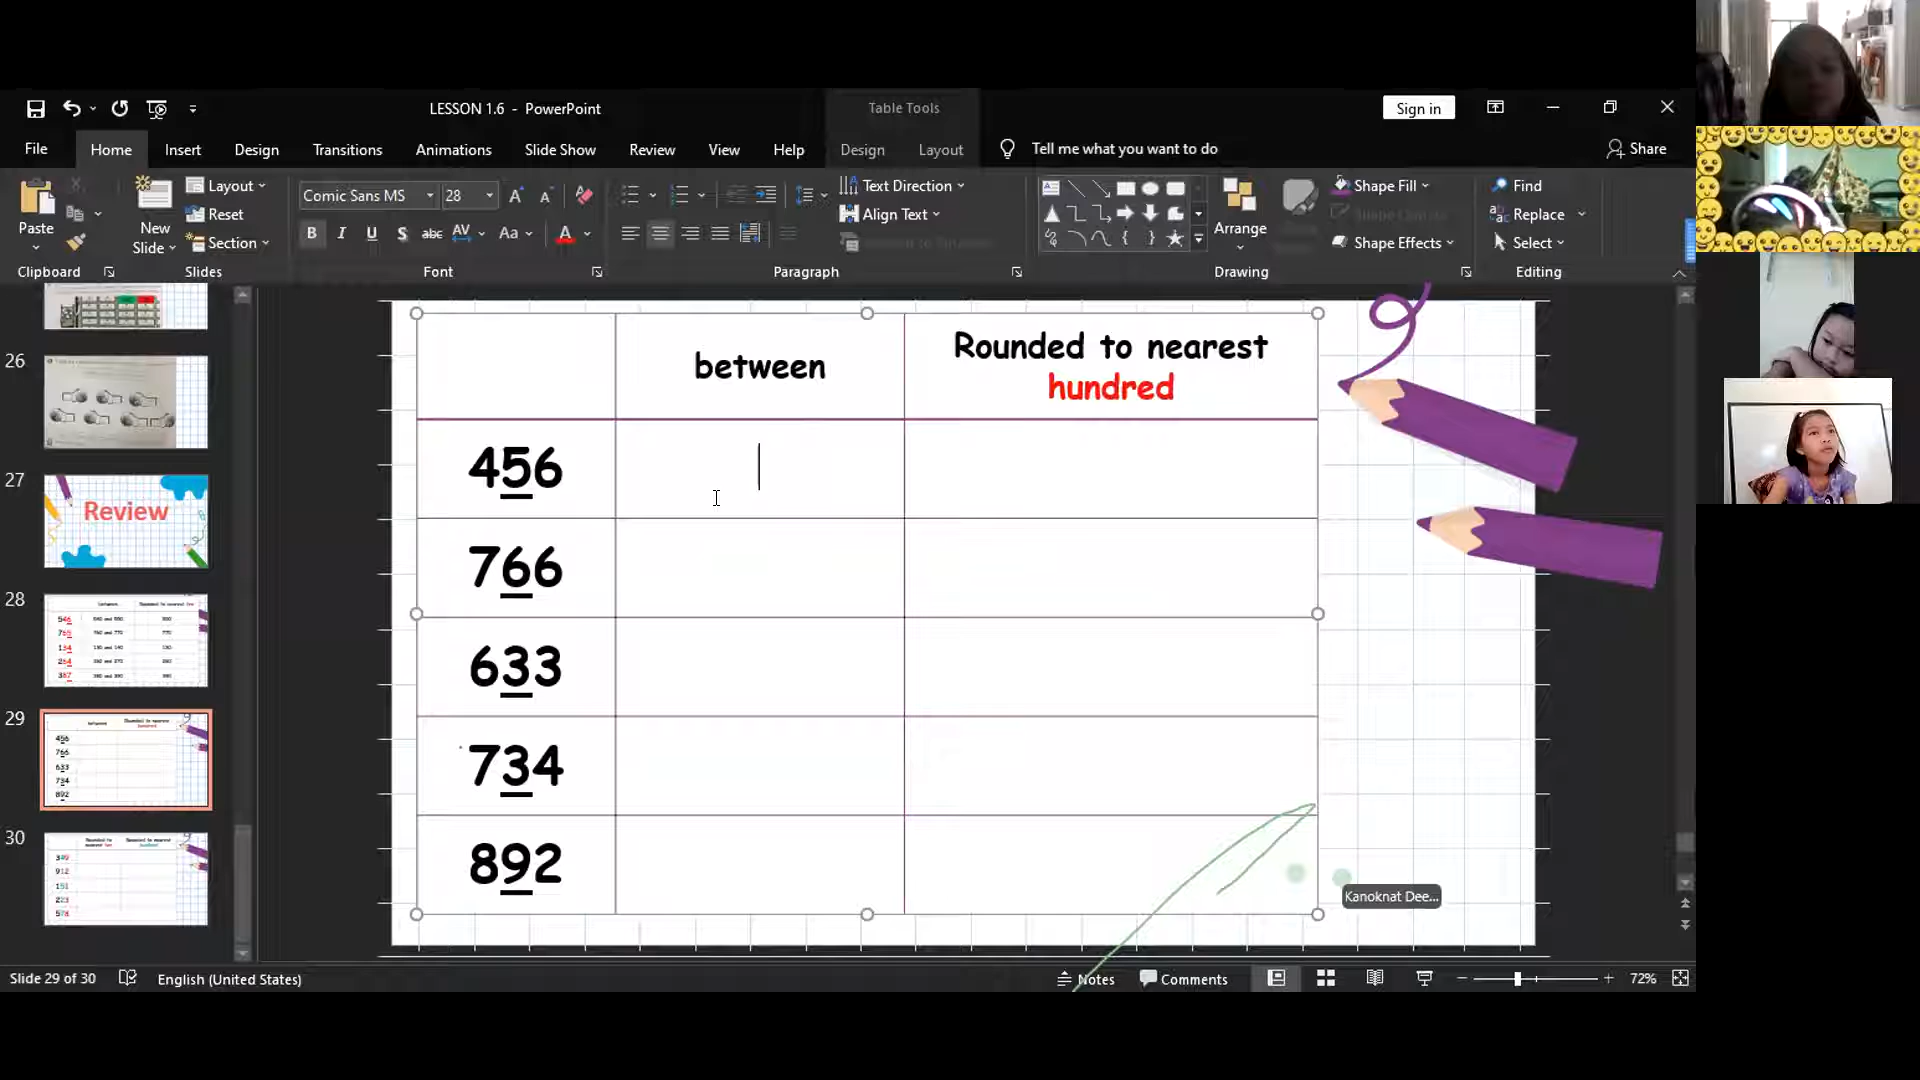 LESSON 1.6 - PowerPoint
Table Tools
Sign in
File Home Insert Design Transitions Animations Slide Show Review View Help Design Layout Tell me what you want to do Share
Paste
New
Slide
Layout
Reset
Section
Comic Sans MS 28
B I U S abc AV Aa A
Text Direction
Align Text
Arrange
Shape Fill
Shape Effects
Find
Replace
Select
Clipboard Slides Font Paragraph Drawing Editing
26
27
Review
28
29
30
between
Rounded to nearest
hundred
456
766
633
734
892
Kanoknat Dee...
Slide 29 of 30 English (United States) Notes Comments 72%